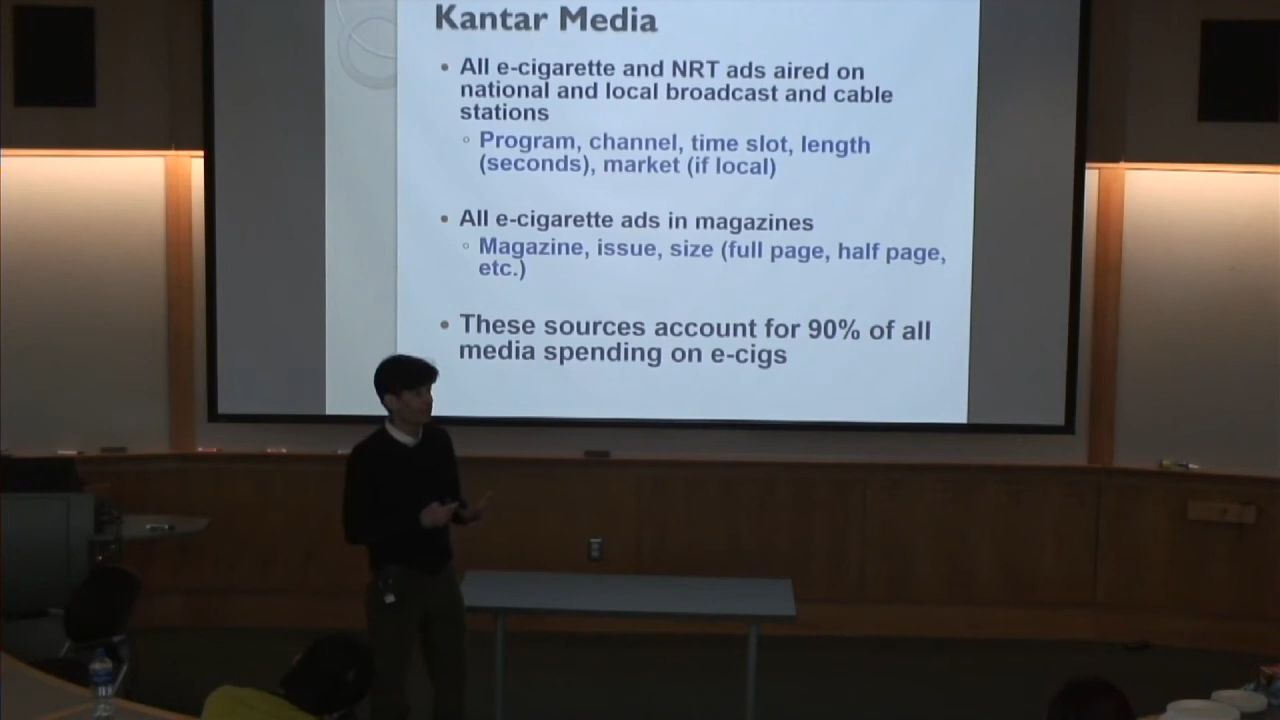 Kantar Media
• All e-cigarette and NRT ads aired on
national and local broadcast and cable
stations
◦ Program, channel, time slot, length
(seconds), market (if local)
• All e-cigarette ads in magazines
◦ Magazine, issue, size (full page, half page,
etc.)
• These sources account for 90% of all
media spending on e-cigs